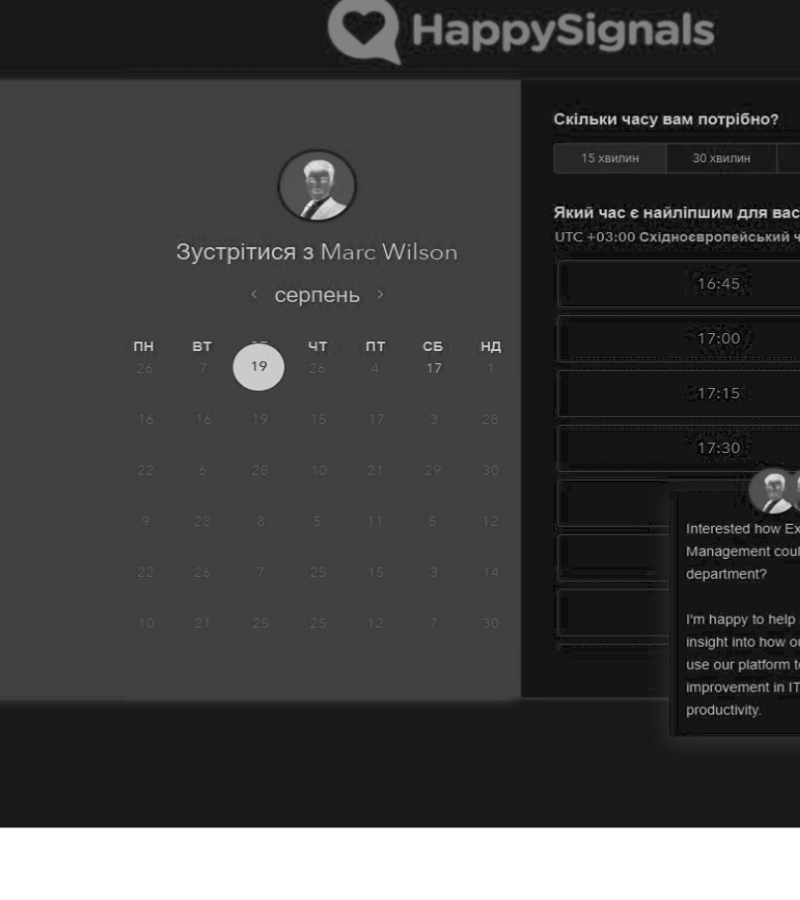 HappySignals
Зустрітися з Marc Wilson
серпень
ПН ВТ ЧТ ПТ СБ НД
26 7 19 26 4 17 1
16 16 19 15 17 3 28
22 6 28 10 21 29 30
9 28 8 5 11 5 12
22 26 7 25 15 3 14
10 21 25 25 12 7 30
Скільки часу вам потрібно?
15 хвилин 30 хвилин
Який час є найліпшим для вас
UTC +03:00 Східноєвропейський ч
16:45
17:00
17:15
17:30
Interested how Ex
Management coul
department?
I'm happy to help
insight into how ou
use our platform to
improvement in IT
productivity.